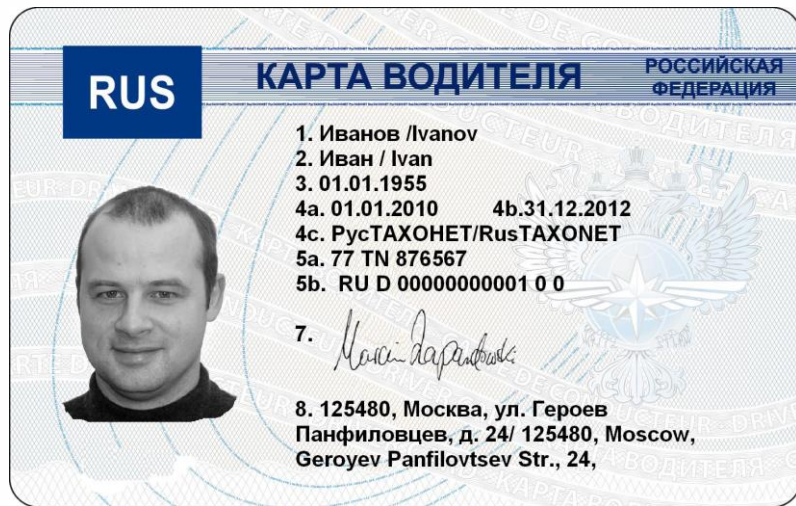 RUS
КАРТА ВОДИТЕЛЯ
РОССИЙСКАЯ
ФЕДЕРАЦИЯ
1. Иванов /Ivanov
2. Иван / Ivan
3. 01.01.1955
4a. 01.01.2010 4b.31.12.2012
4c. РусТАХОНЕТ/RusTAXONET
5a. 77 TN 876567
5b. RU D 00000000001 0 0
7.
8. 125480, Москва, ул. Героев
Панфиловцев, д. 24/ 125480, Moscow,
Geroyev Panfilovtsev Str., 24,